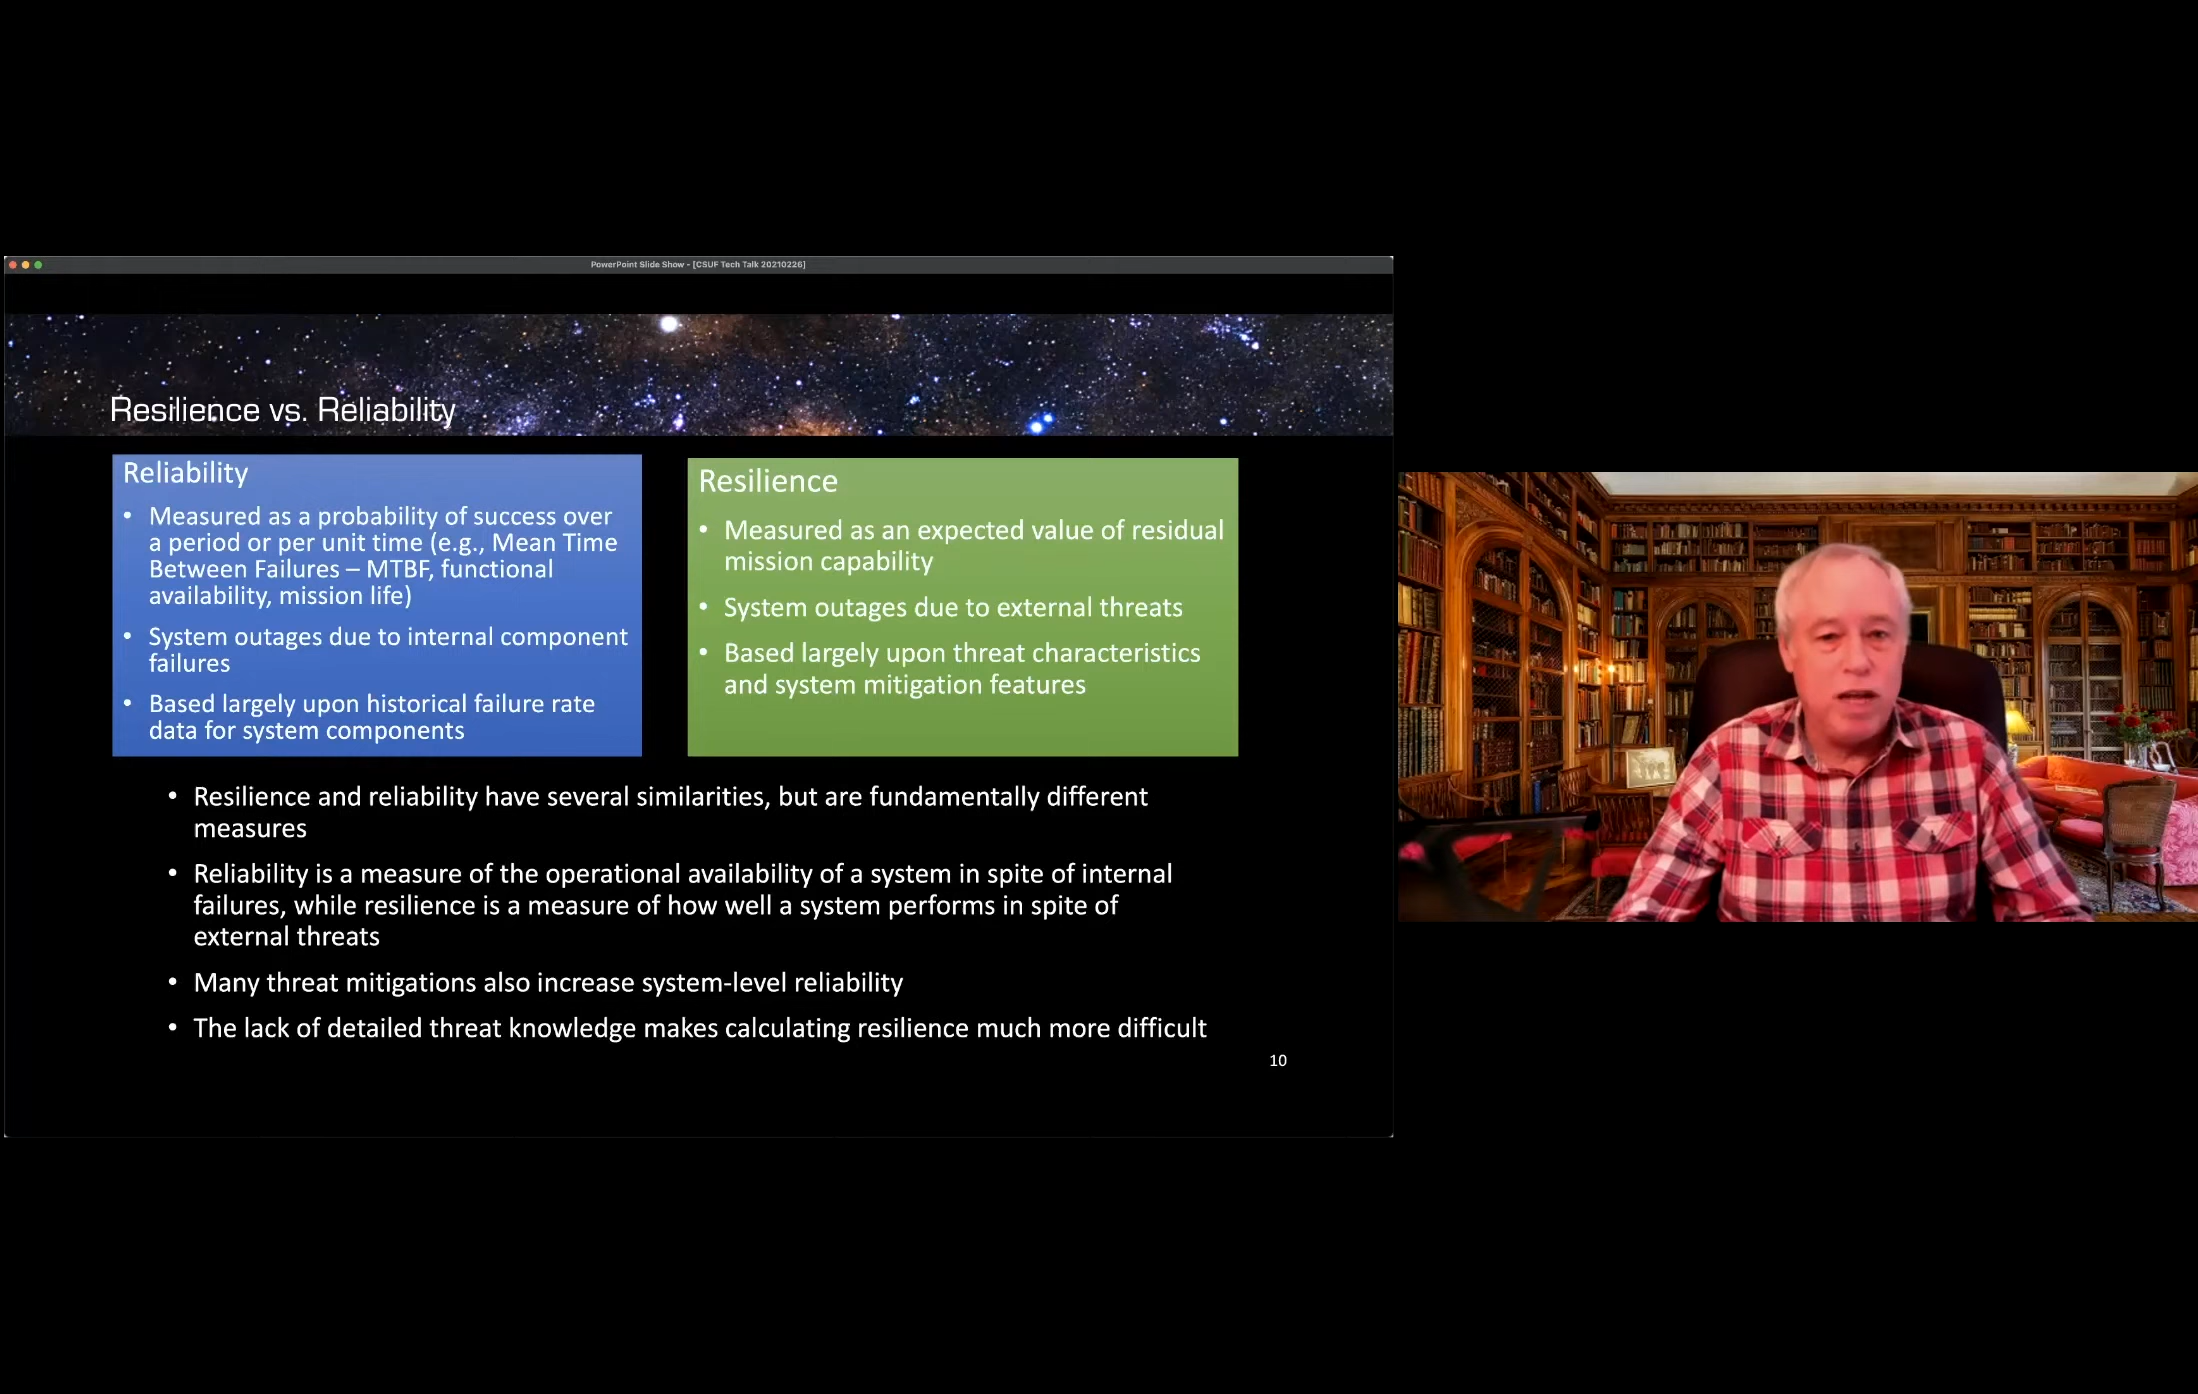 PowerPoint Slide Show - [CSUF Tech Talk 20210226]
Resilience vs. Reliability
Reliability
• Measured as a probability of success over
a period or per unit time (e.g., Mean Time
Between Failures – MTBF, functional
availability, mission life)
• System outages due to internal component
failures
• Based largely upon historical failure rate
data for system components
Resilience
• Measured as an expected value of residual
mission capability
• System outages due to external threats
• Based largely upon threat characteristics
and system mitigation features
• Resilience and reliability have several similarities, but are fundamentally different
measures
• Reliability is a measure of the operational availability of a system in spite of internal
failures, while resilience is a measure of how well a system performs in spite of
external threats
• Many threat mitigations also increase system-level reliability
• The lack of detailed threat knowledge makes calculating resilience much more difficult
10